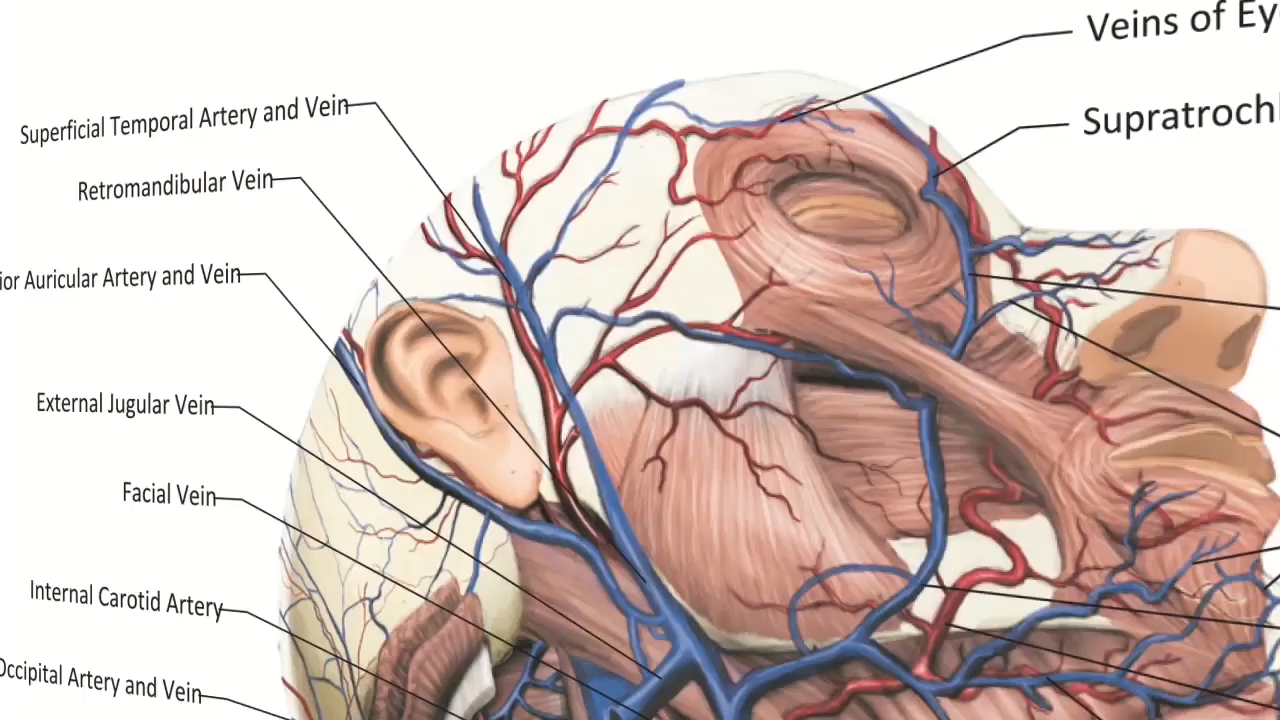 Veins of Ey
Superficial Temporal Artery and Vein
Supratrochl
Retromandibular Vein
ior Auricular Artery and Vein
External Jugular Vein
Facial Vein
Internal Carotid Artery
Occipital Artery and Vein